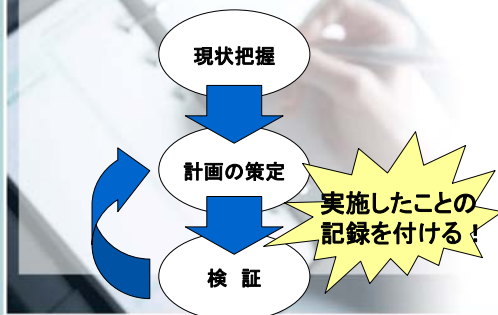 現状把握
計画の策定
実施したことの
記録を付ける！
検 証